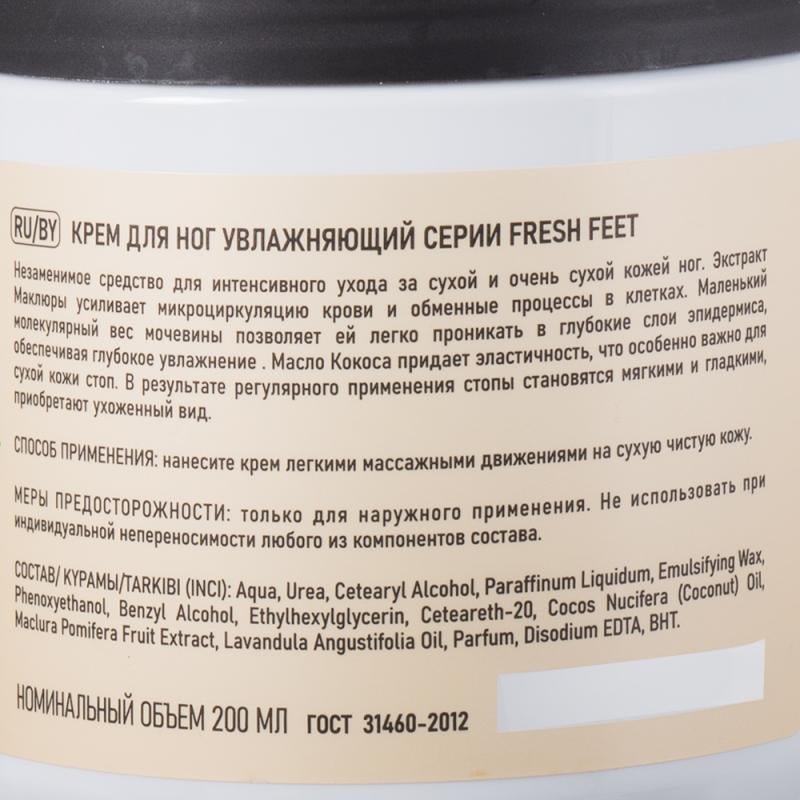 RU/BY КРЕМ ДЛЯ НОГ УВЛАЖНЯЮЩИЙ СЕРИИ FRESH FEET
Незаменимое средство для интенсивного ухода за сухой и очень сухой кожей ног. Экстракт
Маклюры усиливает микроциркуляцию крови и обменные процессы в клетках. Маленький
молекулярный вес мочевины позволяет ей легко проникать в глубокие слои эпидермиса,
обеспечивая глубокое увлажнение . Масло Кокоса придает эластичность, что особенно важно для
сухой кожи стоп. В результате регулярного применения стопы становятся мягкими и гладкими,
приобретают ухоженный вид.
СПОСОБ ПРИМЕНЕНИЯ: нанесите крем легкими массажными движениями на сухую чистую кожу.
МЕРЫ ПРЕДОСТОРОЖНОСТИ: только для наружного применения. Не использовать при
индивидуальной непереносимости любого из компонентов состава.
СОСТАВ/ КУРАМЫ/TARKIBI (INCI): Aqua, Urea, Cetearyl Alcohol, Paraffinum Liquidum, Emulsifying Wax,
Phenoxyethanol, Benzyl Alcohol, Ethylhexylglycerin, Ceteareth-20, Cocos Nucifera (Coconut) Oil,
Maclura Pomifera Fruit Extract, Lavandula Angustifolia Oil, Parfum, Disodium EDTA, BHT.
НОМИНАЛЬНЫЙ ОБЪЕМ 200 МЛ ГОСТ 31460-2012